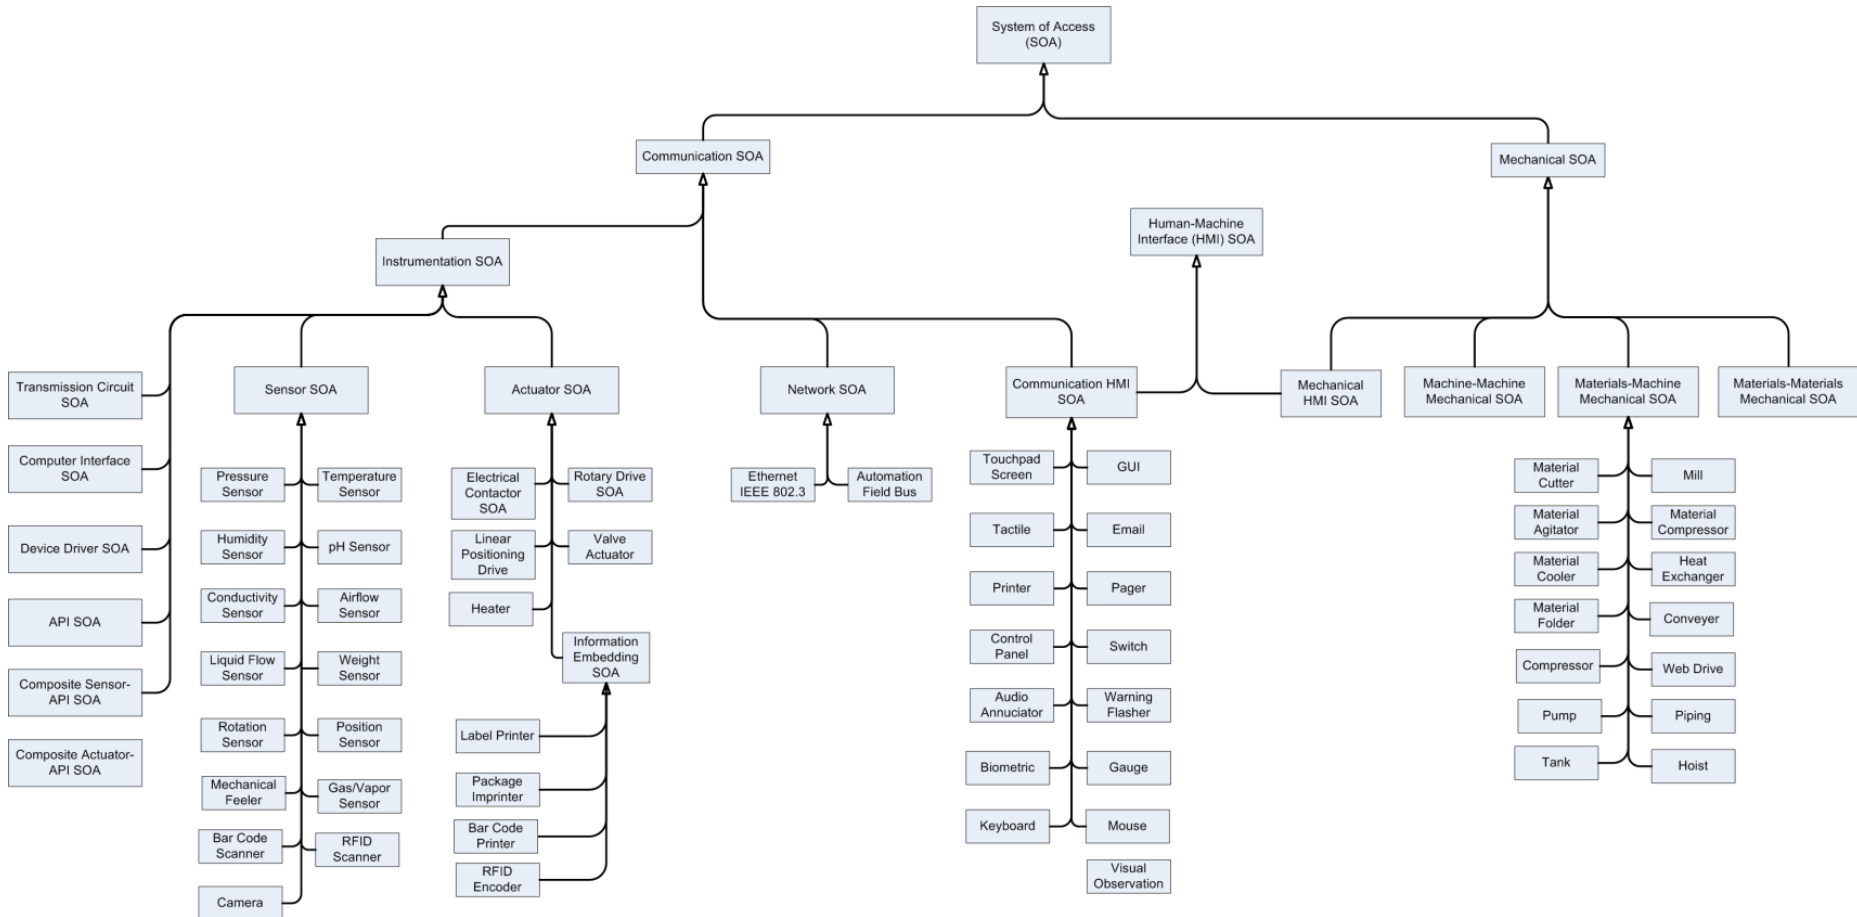 System of Access
(SOA)
Communication SOA
Mechanical SOA
Human-Machine
Interface (HMI) SOA
Instrumentation SOA
Transmission Circuit
SOA
Computer Interface
SOA
Device Driver SOA
API SOA
Composite Sensor-
API SOA
Composite Actuator-
API SOA
Sensor SOA
Pressure
Sensor
Temperature
Sensor
Humidity
Sensor
pH Sensor
Conductivity
Sensor
Airflow
Sensor
Liquid Flow
Sensor
Weight
Sensor
Rotation
Sensor
Position
Sensor
Mechanical
Feeler
Gas/Vapor
Sensor
Bar Code
Scanner
RFID
Scanner
Camera
Actuator SOA
Electrical
Contactor
SOA
Rotary Drive
SOA
Linear
Positioning
Drive
Valve
Actuator
Heater
Information
Embedding
SOA
Label Printer
Package
Imprinter
Bar Code
Printer
RFID
Encoder
Network SOA
Ethernet
IEEE 802.3
Automation
Field Bus
Communication HMI
SOA
Touchpad
Screen
GUI
Tactile
Email
Printer
Pager
Control
Panel
Switch
Audio
Annuciator
Warning
Flasher
Biometric
Gauge
Keyboard
Mouse
Visual
Observation
Mechanical
HMI SOA
Machine-Machine
Mechanical SOA
Materials-Machine
Mechanical SOA
Materials-Materials
Mechanical SOA
Material
Cutter
Mill
Material
Agitator
Material
Compressor
Material
Cooler
Heat
Exchanger
Material
Folder
Conveyer
Compressor
Web Drive
Pump
Piping
Tank
Hoist